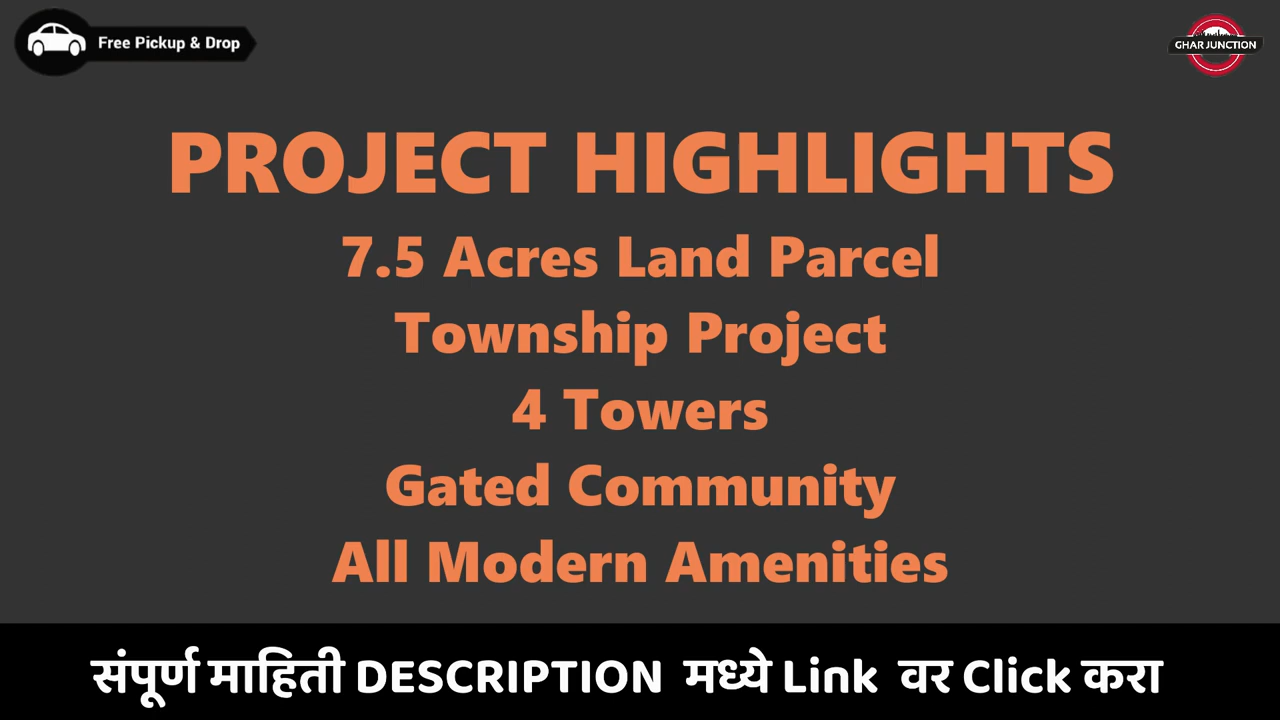 Free Pickup & Drop
GHAR JUNCTION
PROJECT HIGHLIGHTS
7.5 Acres Land Parcel
Township Project
4 Towers
Gated Community
All Modern Amenities
संपूर्ण माहिती DESCRIPTION मध्ये Link वर Click करा